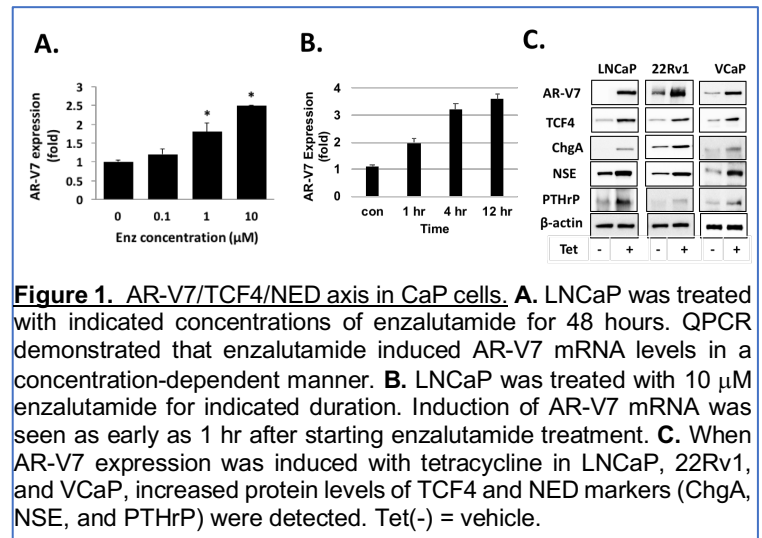 A.
AR-V7 expression
(fold)
3
2.5
2
1.5
1
0.5
0
*
*
0 0.1 1 10
Enz concentration (µM)
B.
AR-V7 Expression
(fold)
4
3
2
1
0
con 1 hr 4 hr 12 hr
Time
C.
LNCaP 22Rv1 VCaP
AR-V7
TCF4
ChgA
NSE
PTHrP
β-actin
Tet - + - + - +
Figure 1. AR-V7/TCF4/NED axis in CaP cells. A. LNCaP was treated
with indicated concentrations of enzalutamide for 48 hours. QPCR
demonstrated that enzalutamide induced AR-V7 mRNA levels in a
concentration-dependent manner. B. LNCaP was treated with 10 µM
enzalutamide for indicated duration. Induction of AR-V7 mRNA was
seen as early as 1 hr after starting enzalutamide treatment. C. When
AR-V7 expression was induced with tetracycline in LNCaP, 22Rv1,
and VCaP, increased protein levels of TCF4 and NED markers (ChgA,
NSE, and PTHrP) were detected. Tet(-) = vehicle.